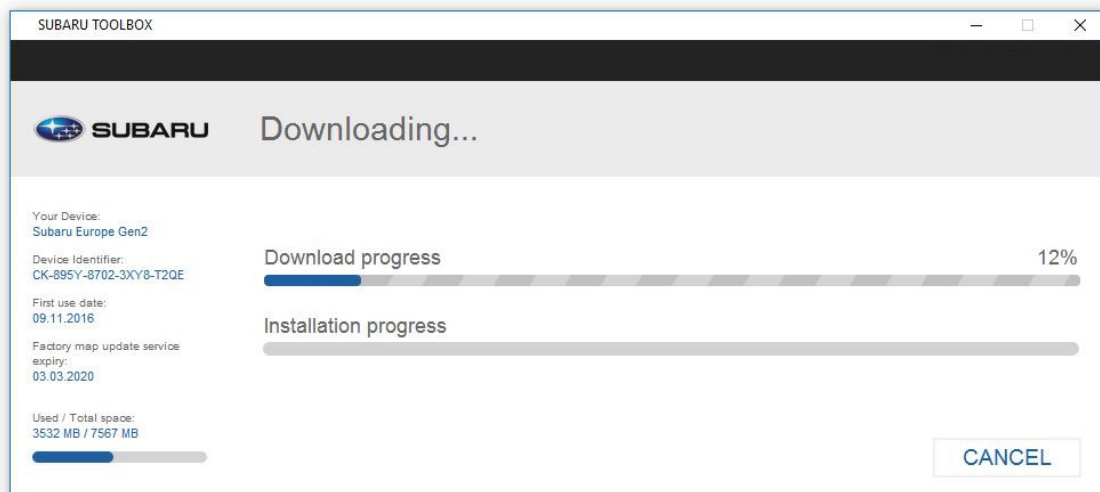 SUBARU TOOLBOX
SUBARU
Downloading...
Your Device:
Subaru Europe Gen2
Device Identifier:
CK-895Y-8702-3XY8-T2QE
First use date:
09.11.2016
Factory map update service
expiry:
03.03.2020
Used / Total space:
3532 MB / 7567 MB
Download progress
12%
Installation progress
CANCEL